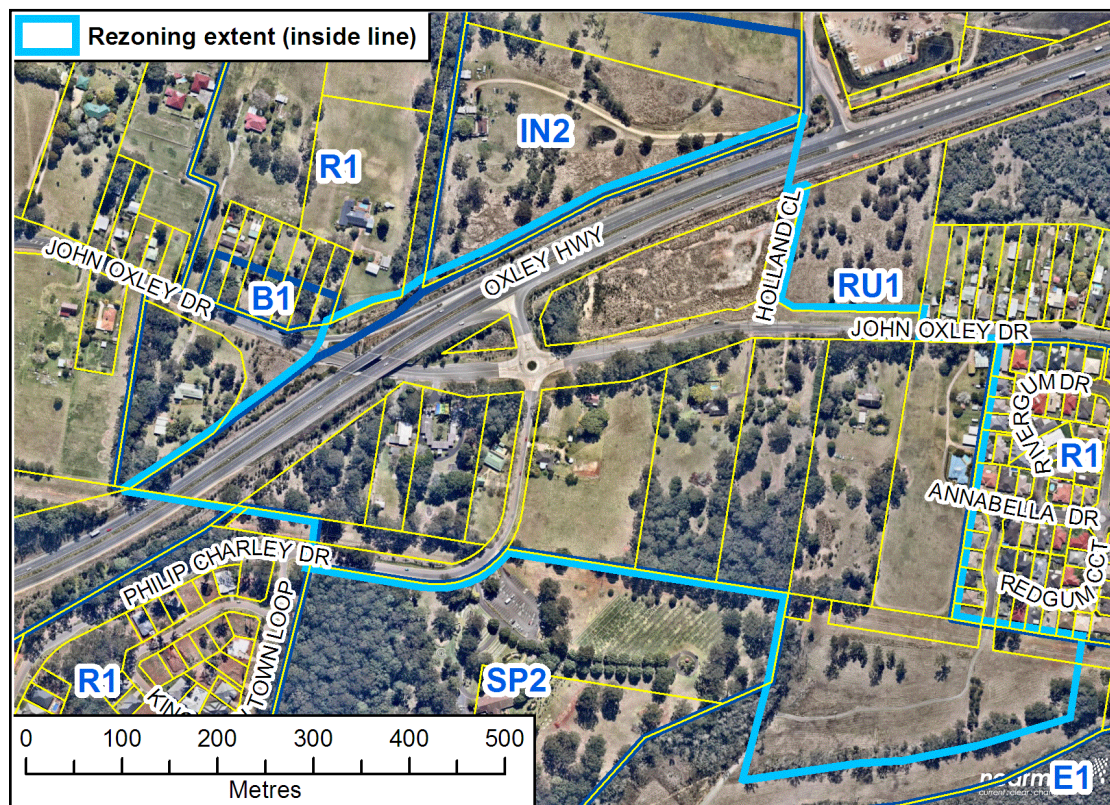 Rezoning extent (inside line)
IN2
R1
JOHN OXLEY DR
B1
OXLEY HWY
HOLLAND CL
RU1
JOHN OXLEY DR
RIVERGUM DR
R1
ANNABELLA DR
REDGUM CCT
PHILIP CHARLEY DR
TOWN LOOP
R1
SP2
E1
0 100 200 300 400 500
Metres